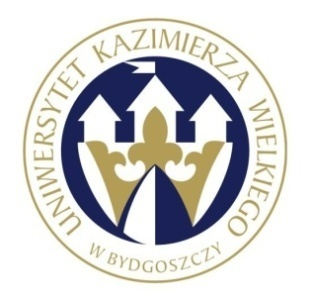 UNIWERSYTET KAZIMIERZA WIELKIEGO
W BYDGOSZCZY